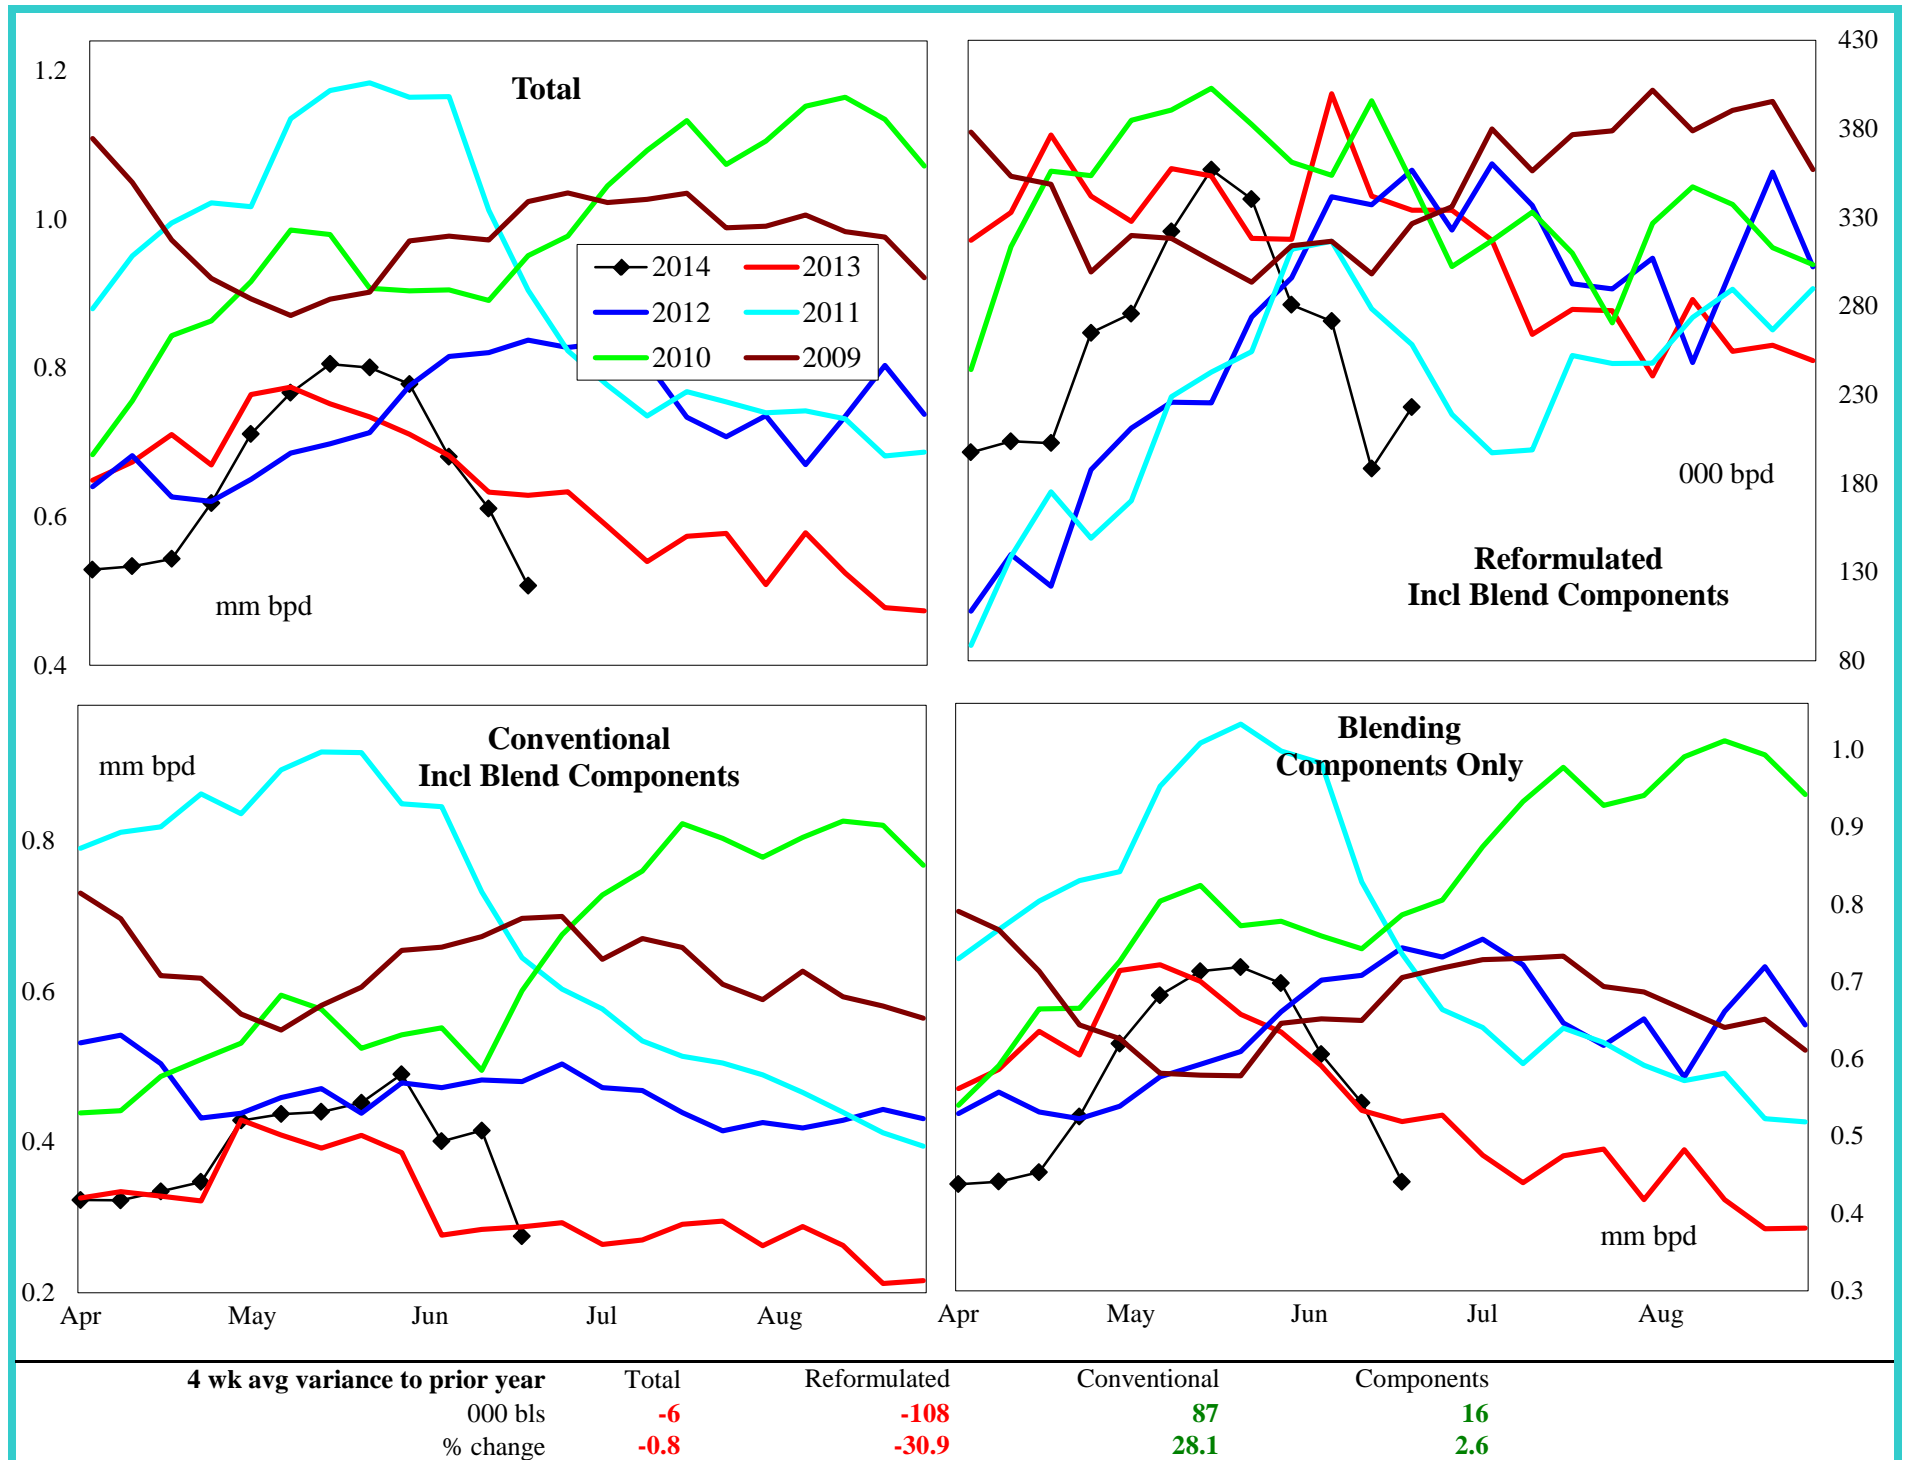 Total
1.2
1.0
0.8
0.6
0.4
mm bpd
2014 2013
2012 2011
2010 2009
430
380
330
280
230
180
130
80
000 bpd
Reformulated
Incl Blend Components
Conventional
Incl Blend Components
mm bpd
0.8
0.6
0.4
0.2
Apr May Jun Jul Aug
Blending
Components Only
1.0
0.9
0.8
0.7
0.6
0.5
0.4
0.3
mm bpd
Apr May Jun Jul Aug
4 wk avg variance to prior year Total Reformulated Conventional Components
000 bls -6 -108 87 16
% change -0.8 -30.9 28.1 2.6